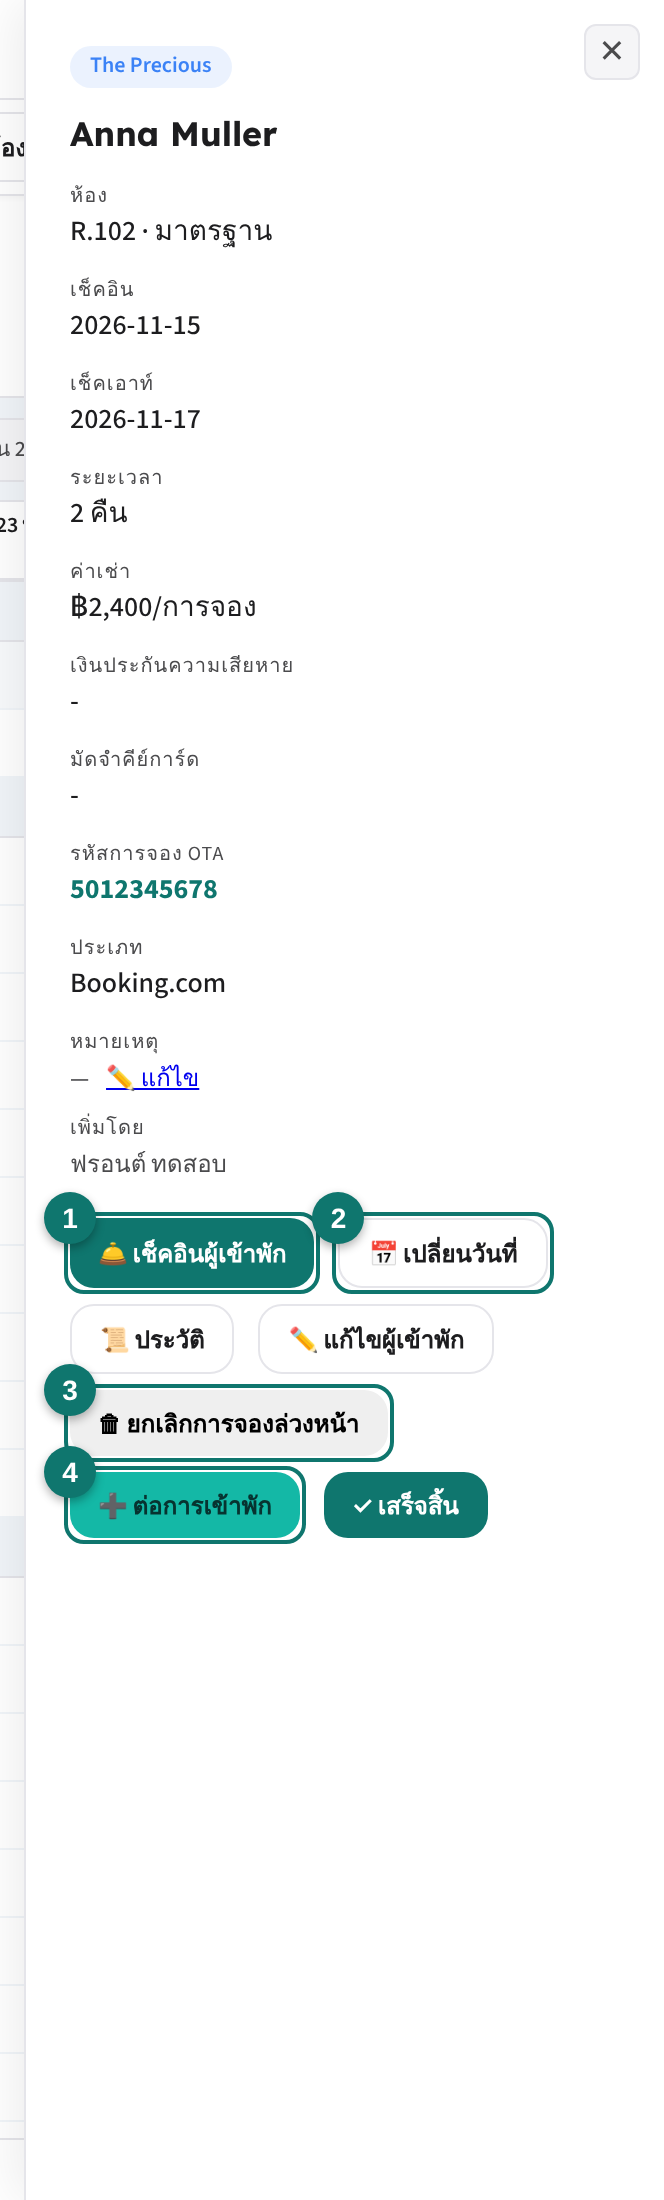 The Precious
✕
Anna Muller
้อง
ห้อง
R.102 · มาตรฐาน
เช็คอิน
2026-11-15
เช็คเอาท์
2026-11-17
น 2
ระยะเวลา
2 คืน
23
ค่าเช่า
฿2,400/การจอง
เงินประกันความเสียหาย
-
มัดจำคีย์การ์ด
-
รหัสการจอง OTA
5012345678
ประเภท
Booking.com
หมายเหตุ
— ✏️ แก้ไข
เพิ่มโดย
ฟรอนต์ ทดสอบ
1 🛎️ เช็คอินผู้เข้าพัก 2 📅 เปลี่ยนวันที่
📜 ประวัติ ✏️ แก้ไขผู้เข้าพัก
3 🗑 ยกเลิกการจองล่วงหน้า
4 ➕ ต่อการเข้าพัก ✓ เสร็จสิ้น